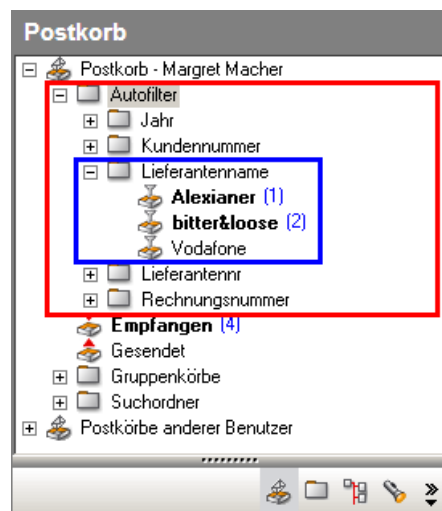 Postkorb
Postkorb - Margret Macher
Autofilter
Jahr
Kundennummer
Lieferantenname
Alexianer (1)
bitter&loose (2)
Vodafone
Lieferantennr
Rechnungsnummer
Empfangen (4)
Gesendet
Gruppenkörbe
Suchordner
Postkörbe anderer Benutzer